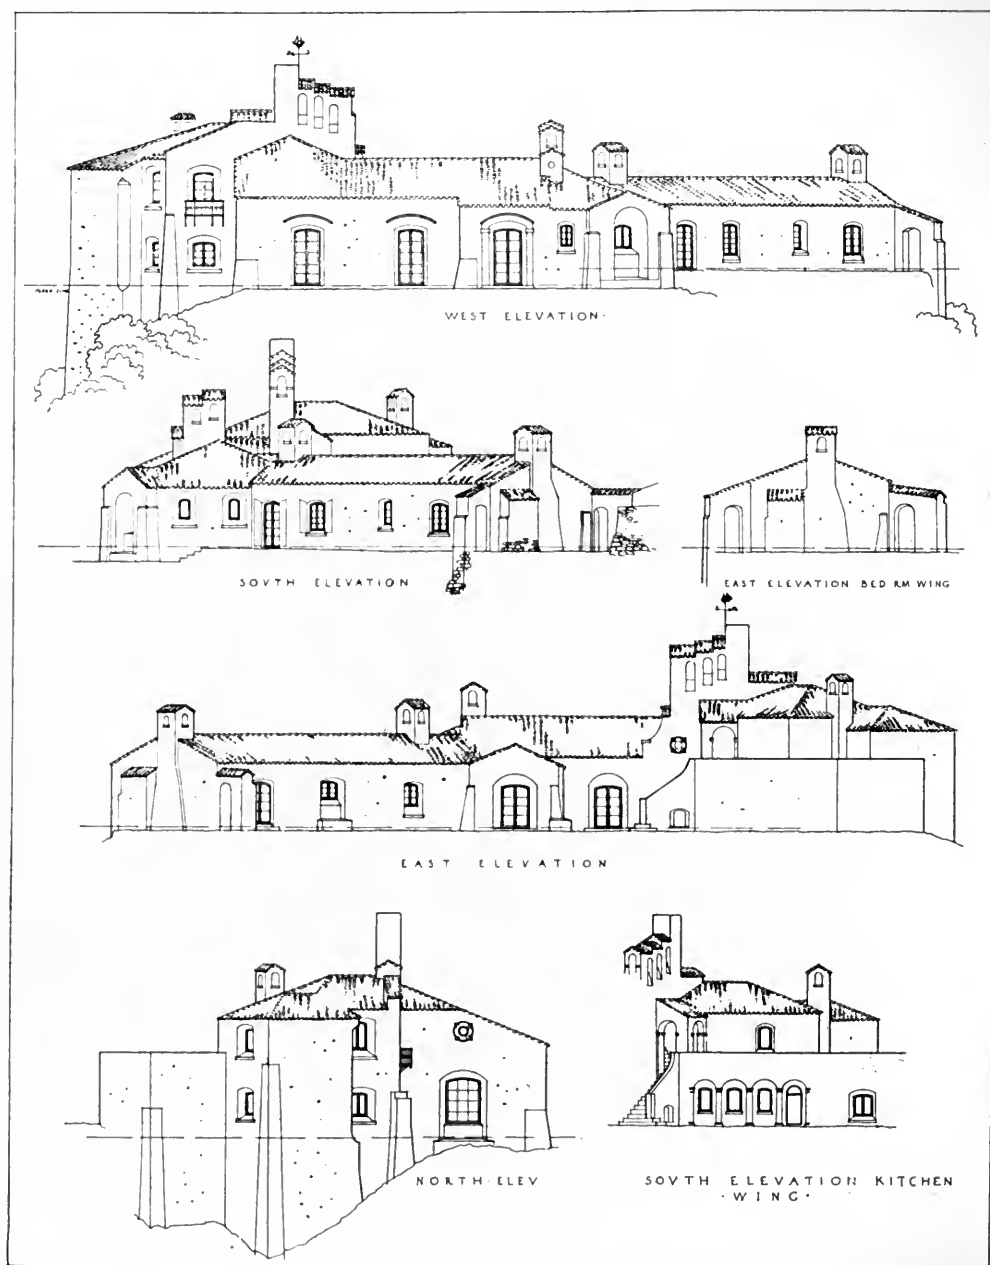 WEST ELEVATION·
SOVTH ELEVATION
EAST ELEVATION BED RM WING
EAST ELEVATION
NORTH·ELEV
SOVTH ELEVATION KITCHEN
·WING·